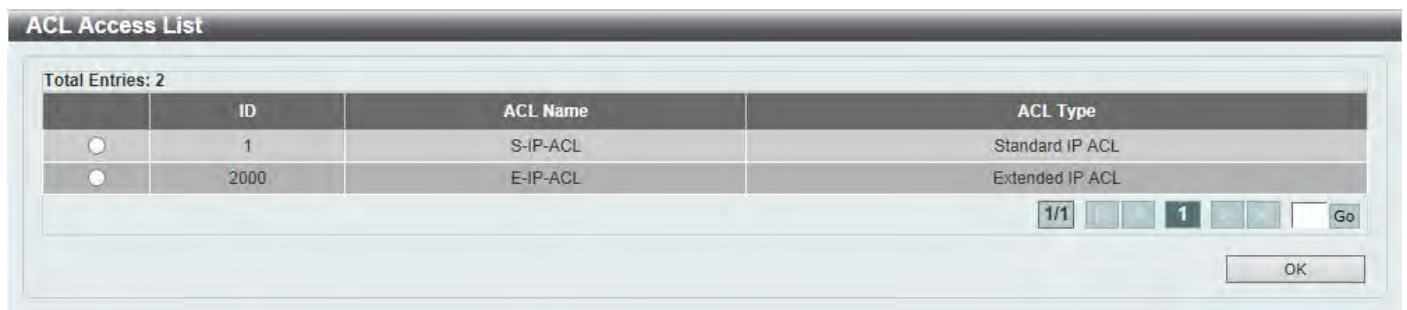 ACL Access List
Total Entries: 2
ID ACL Name ACL Type
1 S-IP-ACL Standard IP ACL
2000 E-IP-ACL Extended IP ACL
1/1 1 Go
OK